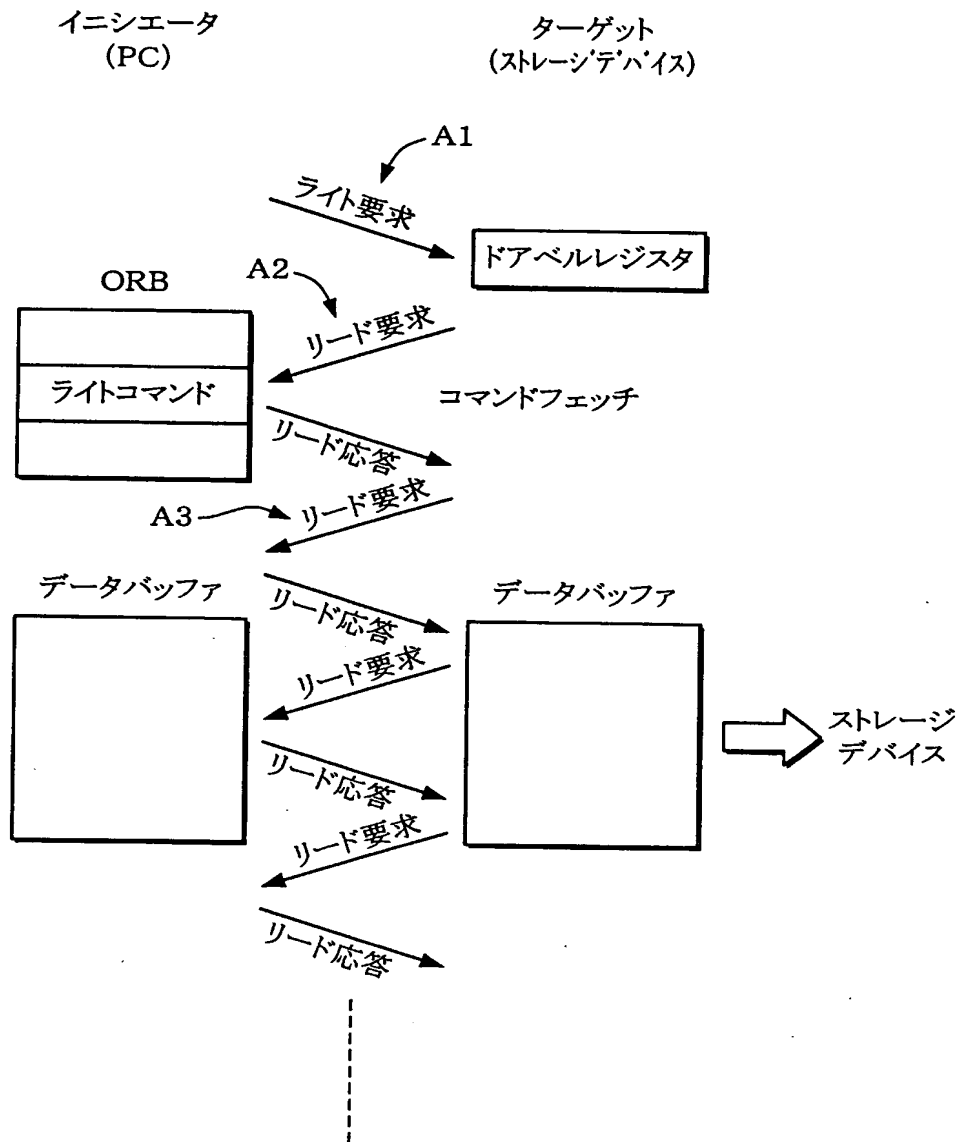 イニシエータ
(PC)
ターゲット
(ストレージデバイス)
A1
ライト要求
ドアベルレジスタ
ORB
A2
リード要求
ライトコマンド
コマンドフェッチ
リード応答
A3
リード要求
データバッファ
データバッファ
リード応答
リード要求
ストレージ
デバイス
リード応答
リード要求
リード応答